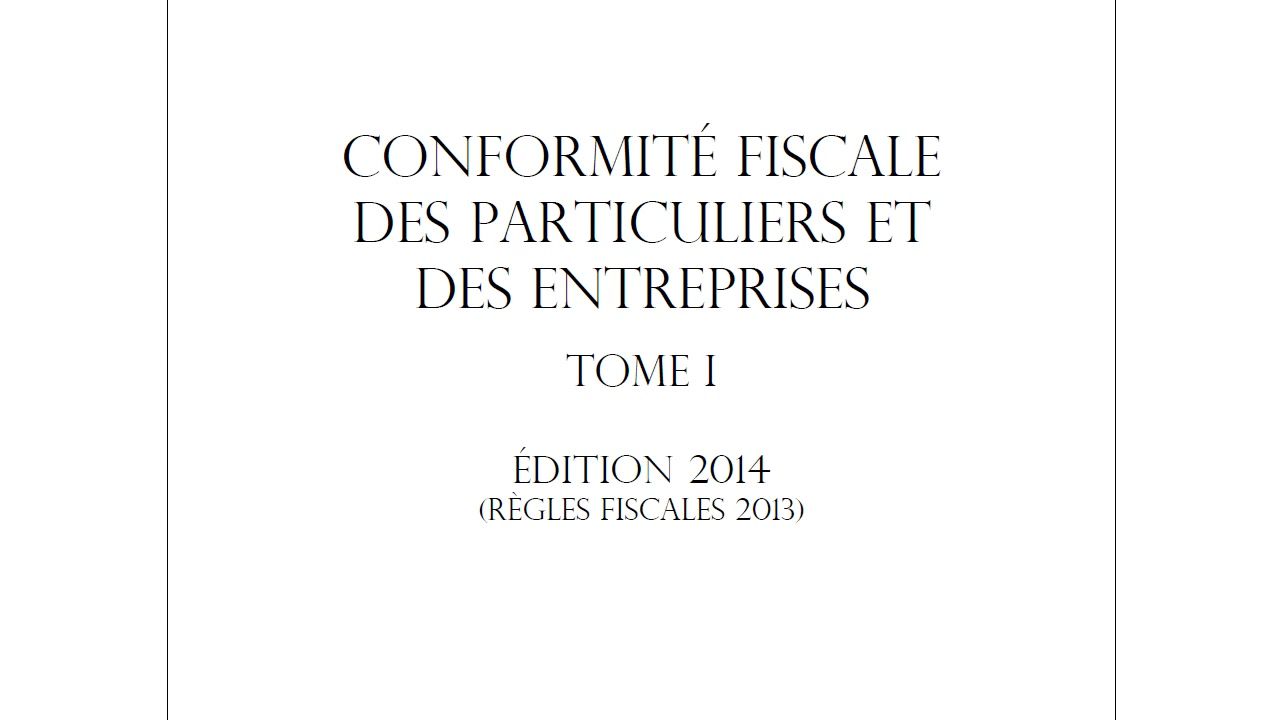 CONFORMITÉ FISCALE
DES PARTICULIERS ET
DES ENTREPRISES
TOME I
ÉDITION 2014
(RÈGLES FISCALES 2013)